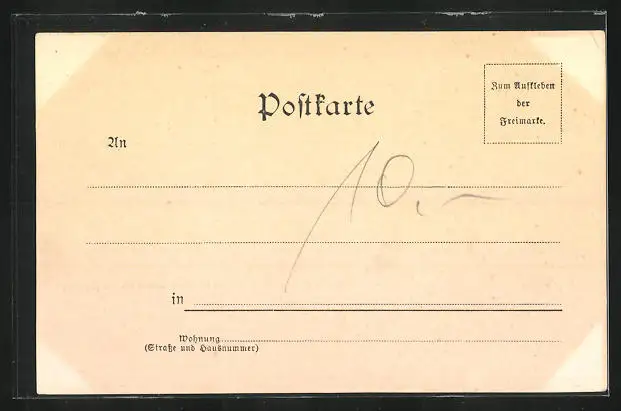 Postkarte
Zum Aufkleben
der
Freimarke.
An
10,-
in
Wohnung
(Straße und Hausnummer)